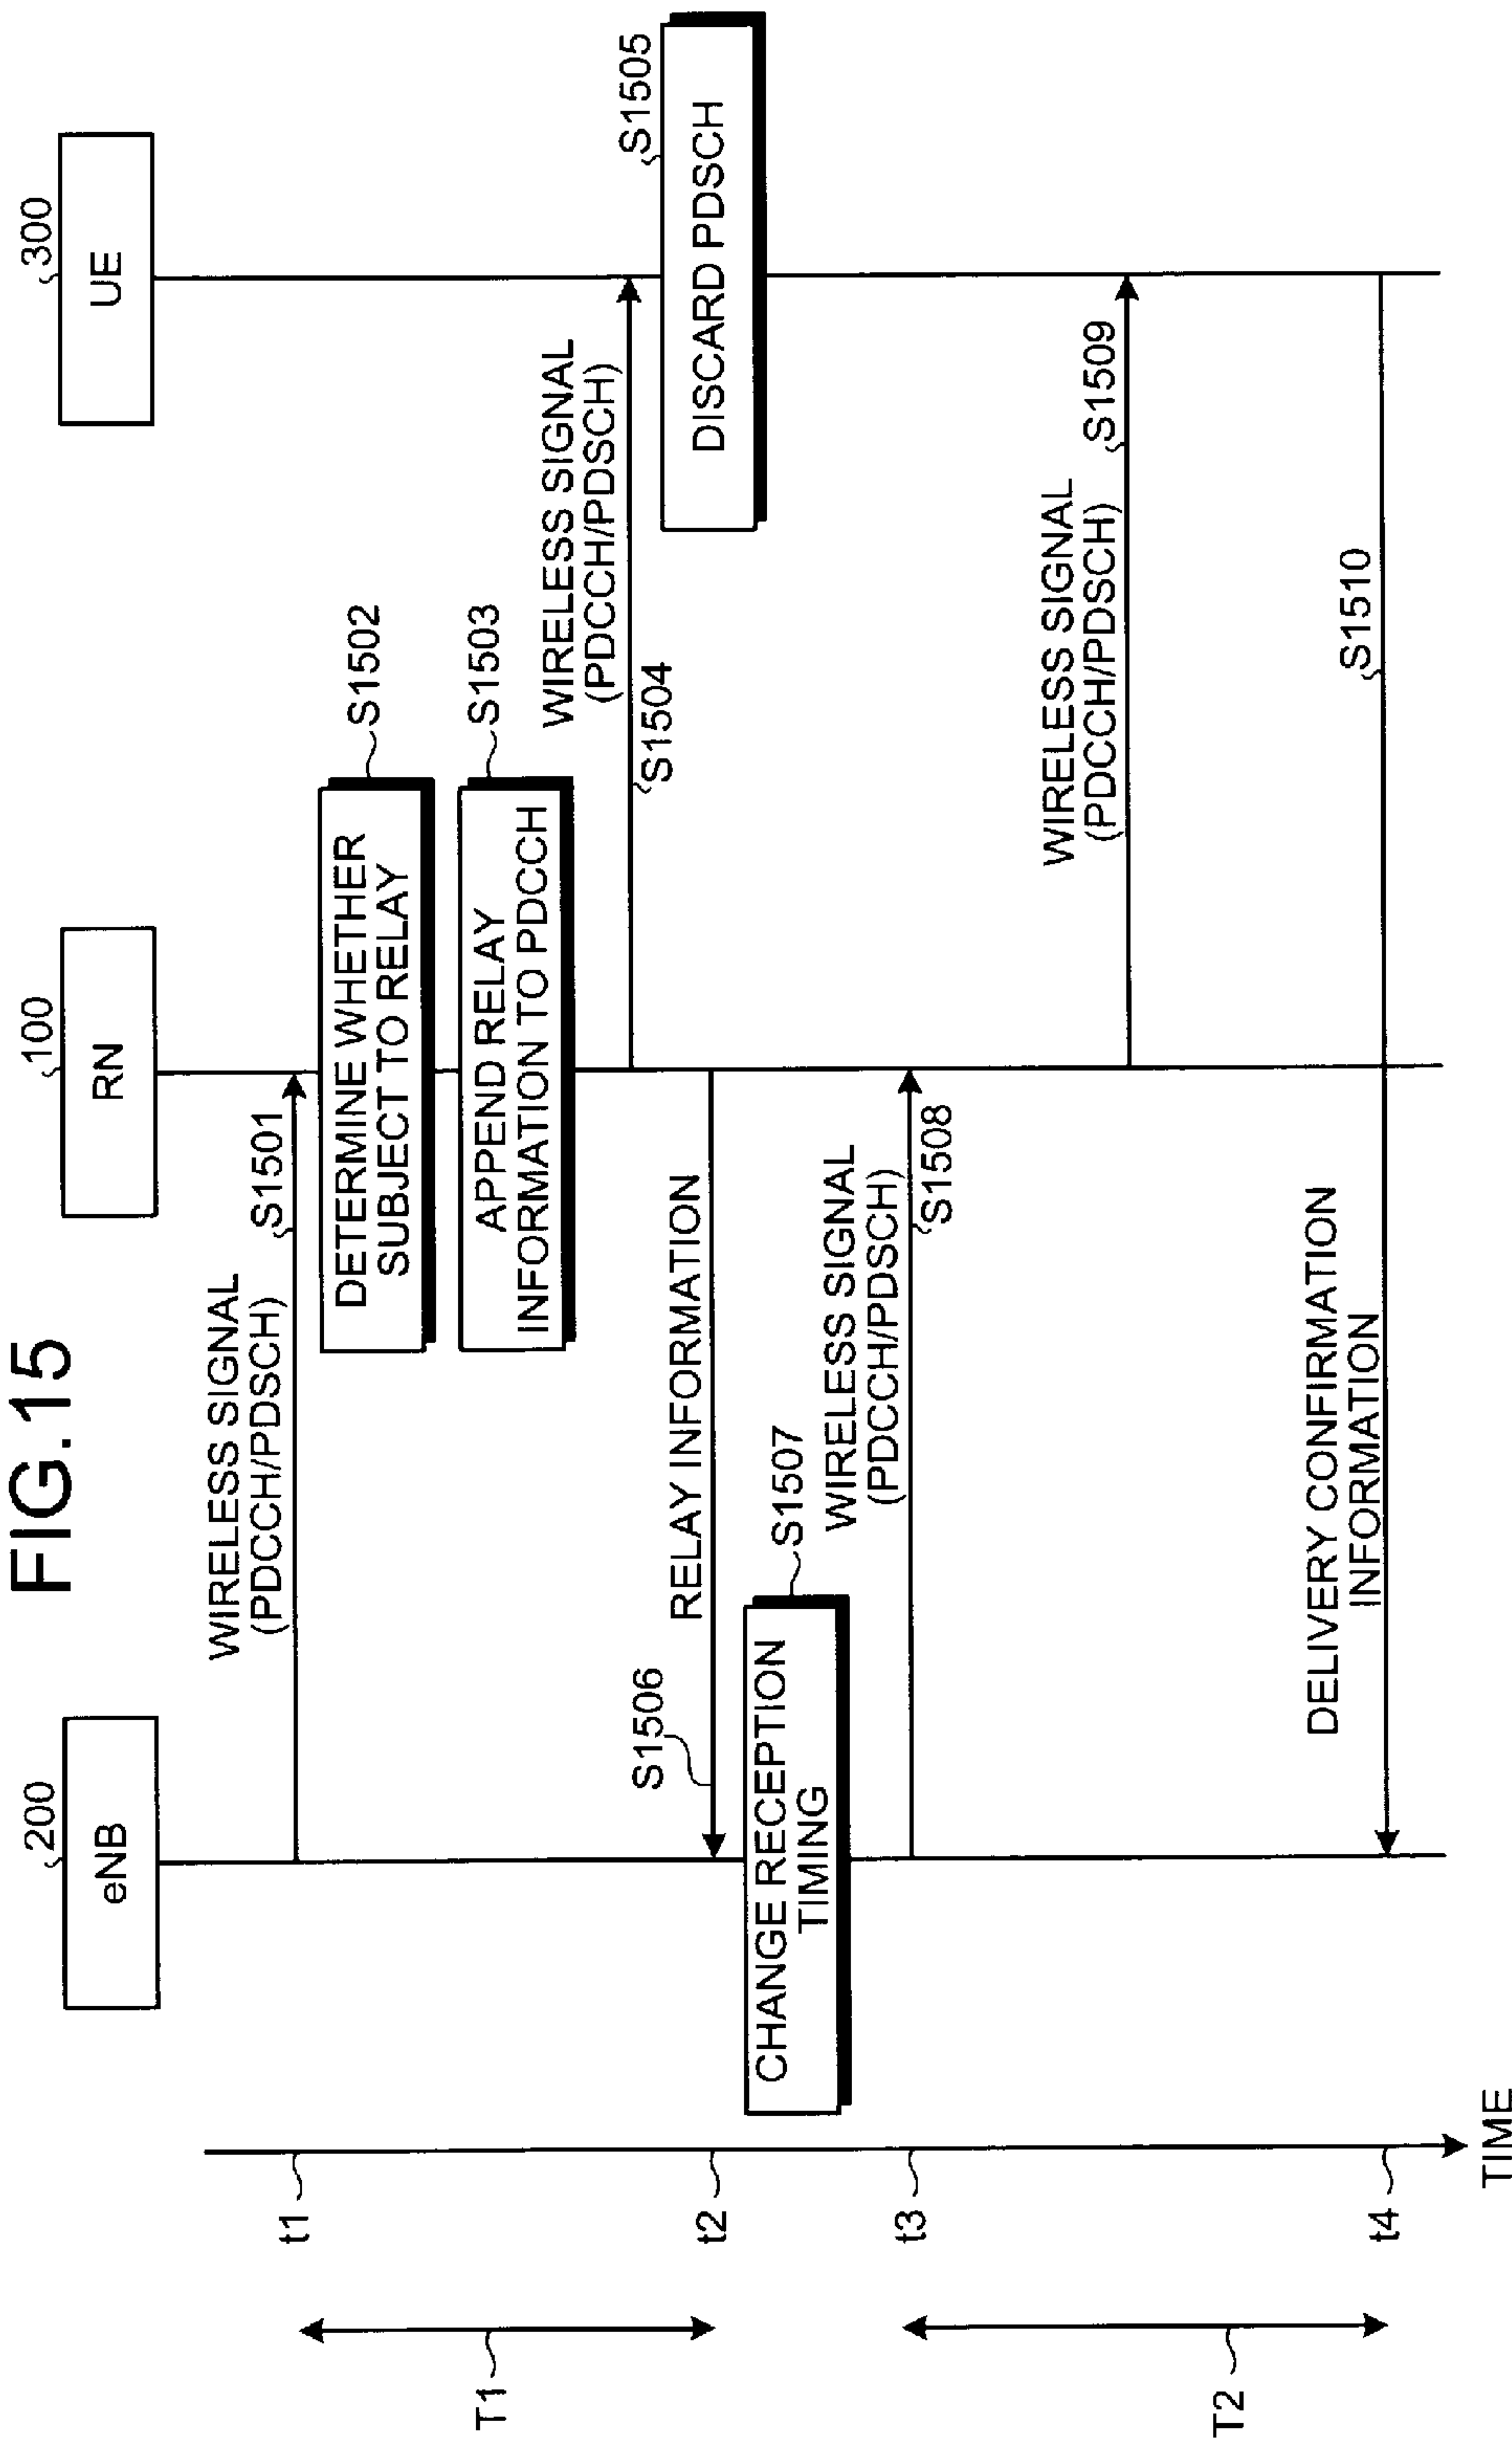 FIG.15
200
eNB
100
RN
300
UE
WIRELESS SIGNAL
(PDCCH/PDSCH)
S1501
t1
DETERMINE WHETHER
SUBJECT TO RELAY
S1502
APPEND RELAY
INFORMATION TO PDCCH
S1503
WIRELESS SIGNAL
(PDCCH/PDSCH)
S1504
S1505
DISCARD PDSCH
T1
S1506
RELAY INFORMATION
t2
CHANGE RECEPTION
TIMING
S1507
WIRELESS SIGNAL
(PDCCH/PDSCH)
S1508
t3
WIRELESS SIGNAL
(PDCCH/PDSCH)
S1509
T2
DELIVERY CONFIRMATION
INFORMATION
S1510
t4
TIME